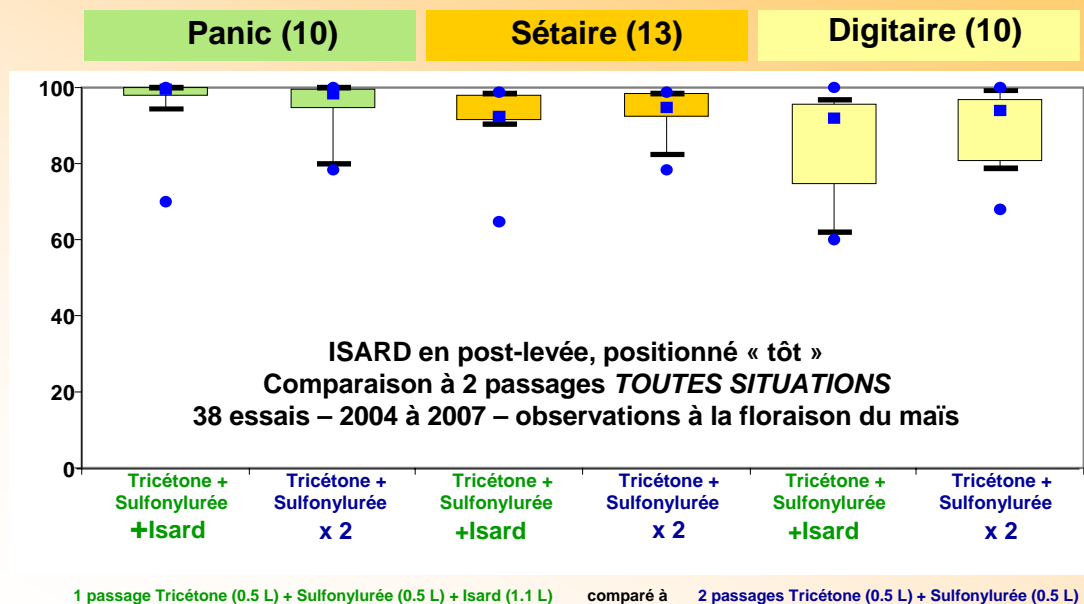 Panic (10) Sétaire (13) Digitaire (10)
100
80
60
40
20
0
ISARD en post-levée, positionné « tôt »
Comparaison à 2 passages TOUTES SITUATIONS
38 essais – 2004 à 2007 – observations à la floraison du maïs
Tricétone +
Sulfonylurée
+Isard
Tricétone +
Sulfonylurée
x 2
Tricétone +
Sulfonylurée
+Isard
Tricétone +
Sulfonylurée
x 2
Tricétone +
Sulfonylurée
+Isard
Tricétone +
Sulfonylurée
x 2
1 passage Tricétone (0.5 L) + Sulfonylurée (0.5 L) + Isard (1.1 L) comparé à 2 passages Tricétone (0.5 L) + Sulfonylurée (0.5 L)